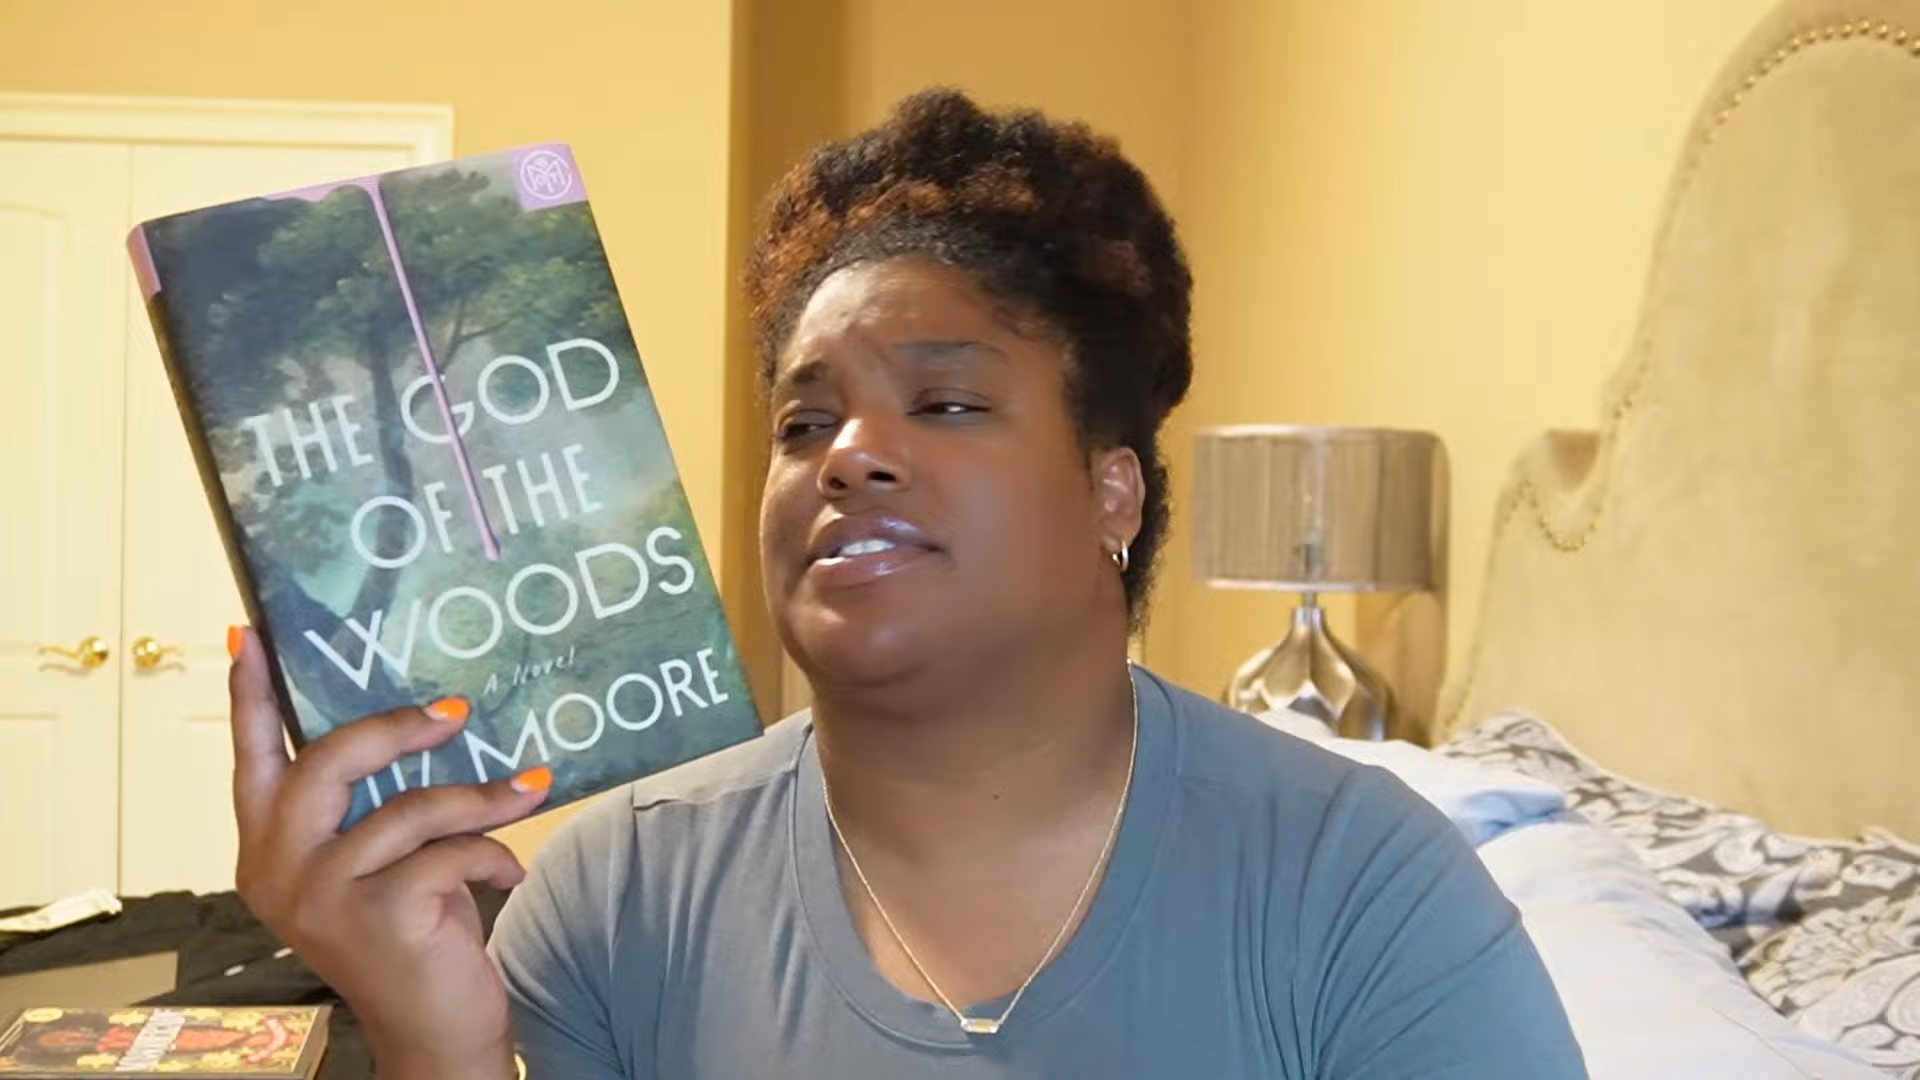 THE GOD
OF THE
WOODS
A Novel
MOORE